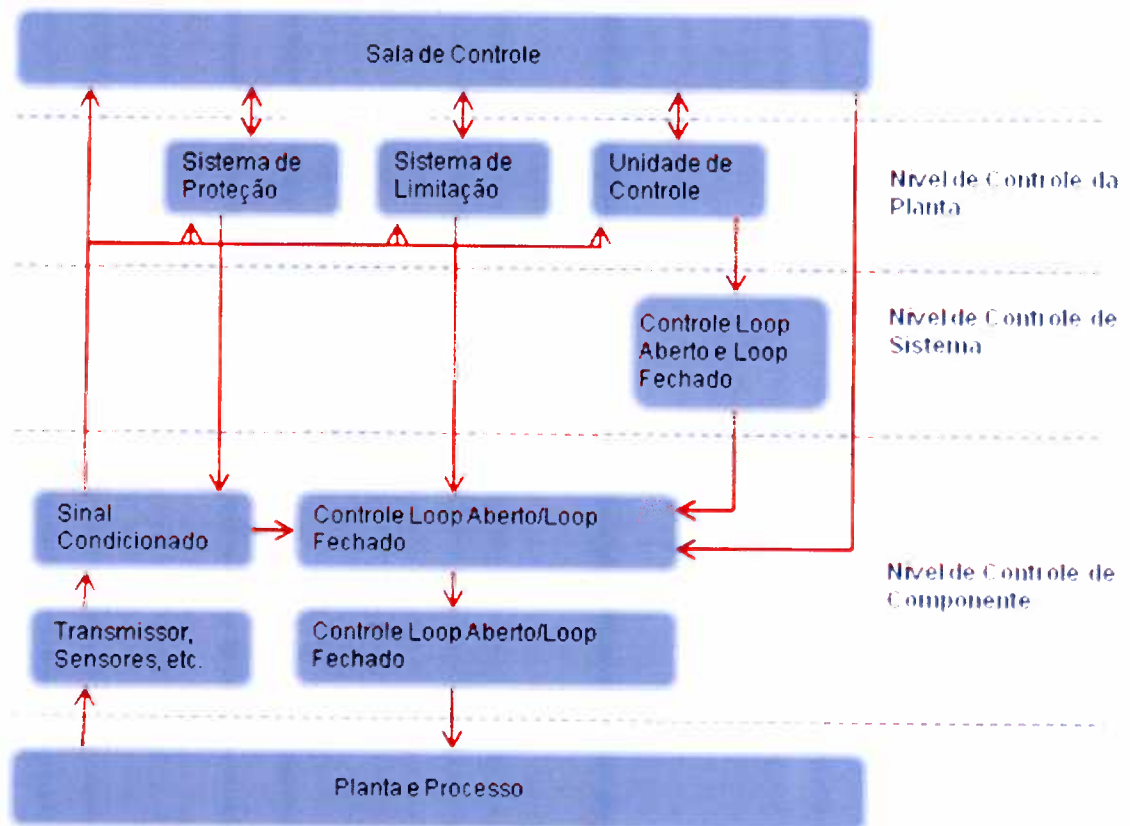 Sala de Controle
Sistema de
Proteção
Sistema de
Limitação
Unidade de
Controle
Nível de Controle da
Planta
Controle Loop
Aberto e Loop
Fechado
Nível de Controle de
Sistema
Sinal
Condicionado
Controle Loop Aberto/Loop
Fechado
Nível de Controle de
Componente
Transmissor,
Sensores, etc.
Controle Loop Aberto/Loop
Fechado
Planta e Processo